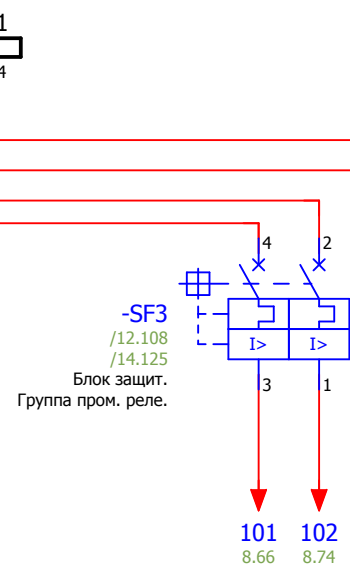 1
4
4 2
-SF3
/12.108
/14.125
Блок защит.
Группа пром. реле.
I> I>
3 1
101 102
8.66 8.74